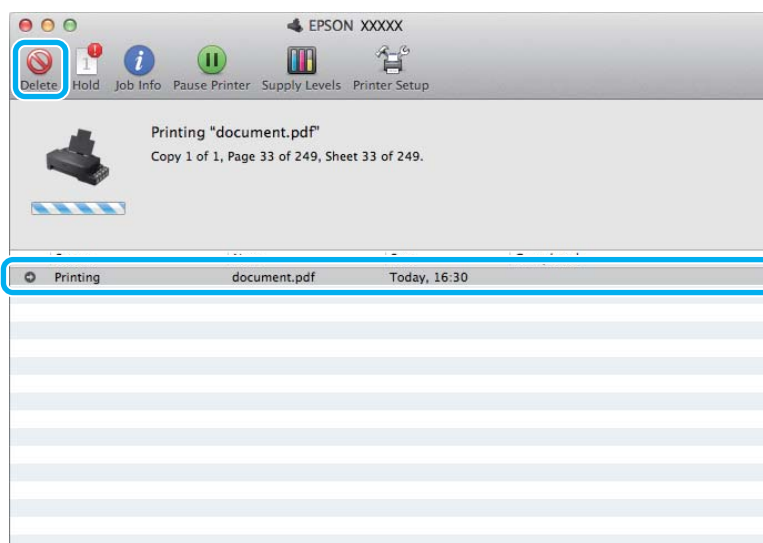 EPSON XXXXX
Delete Hold Job Info Pause Printer Supply Levels Printer Setup
1
Printing "document.pdf"
Copy 1 of 1, Page 33 of 249, Sheet 33 of 249.
Printing document.pdf Today, 16:30